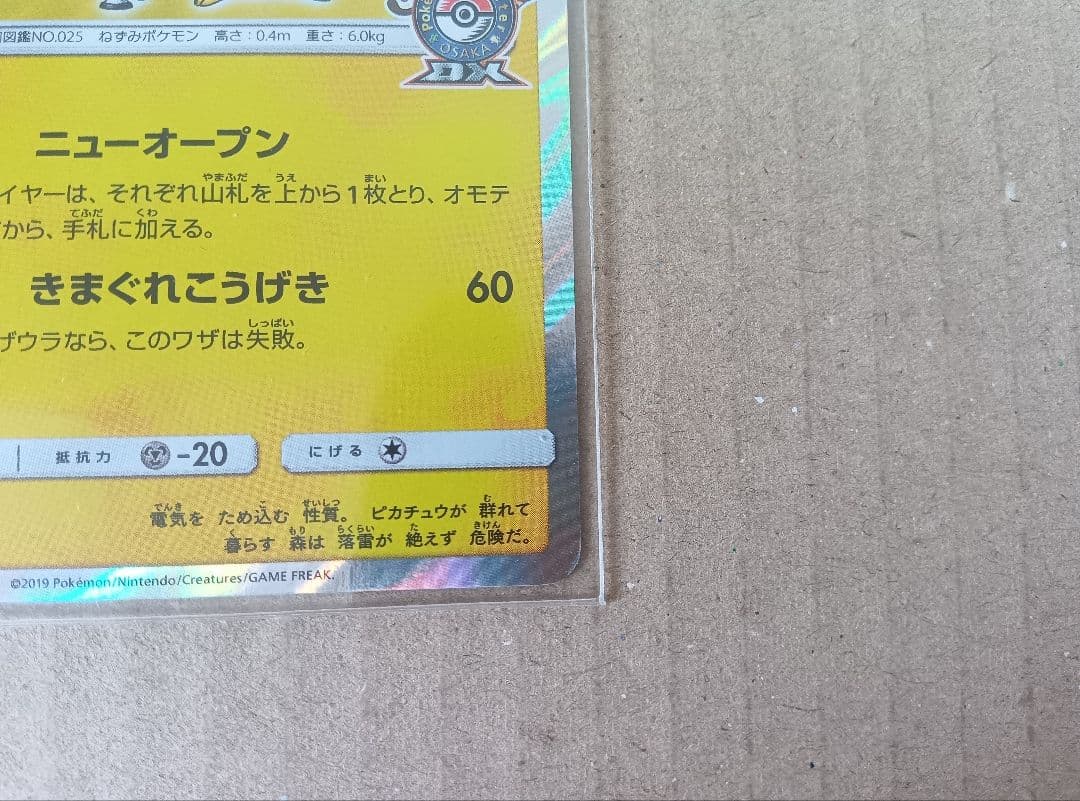 図鑑NO.025 ねずみポケモン 高さ:0.4m 重さ:6.0kg
OSAKA
DX
ニューオープン
イヤーは、それぞれ山札を上から1枚とり、オモテ
から、手札に加える。
きまぐれこうげき 60
ザウラなら、このワザは失敗。
抵抗力 -20 にげる
電気を ため込む 性質。 ピカチュウが 群れて
暮らす 森は 落雷が 絶えず 危険だ。
©2019 Pokémon/Nintendo/Creatures/GAME FREAK.